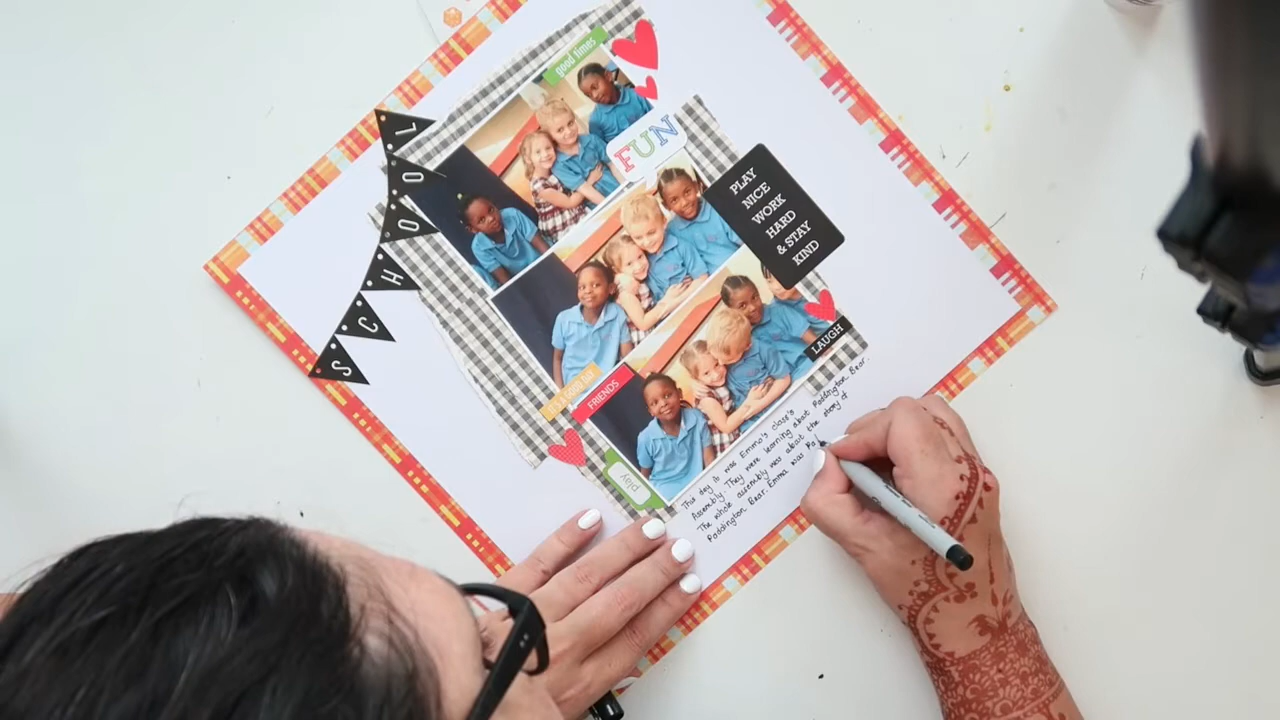 good times
FUN
SCHOOL
PLAY
NICE
WORK
HARD
& STAY
KIND
LAUGH
FRIENDS
play
This day A was Emma's class's
Assembly. They were learning about Paddington Bear.
The whole assembly was about the story of
Paddington Bear. Emma was Pa